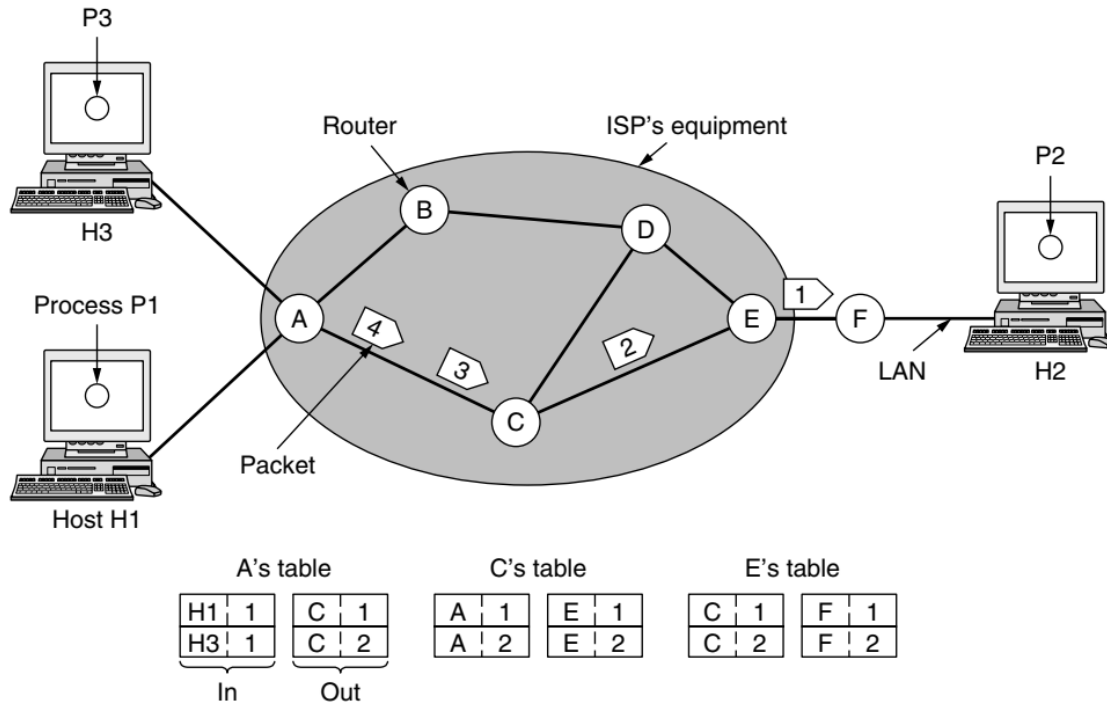 P3
Router
ISP's equipment
P2
B
D
H3
Process P1
A
4
3
2
1
E
F
C
LAN
H2
Packet
Host H1
A's table
C's table
E's table
H1 1 C 1 A 1 E 1 C 1 F 1
H3 1 C 2 A 2 E 2 C 2 F 2
In Out